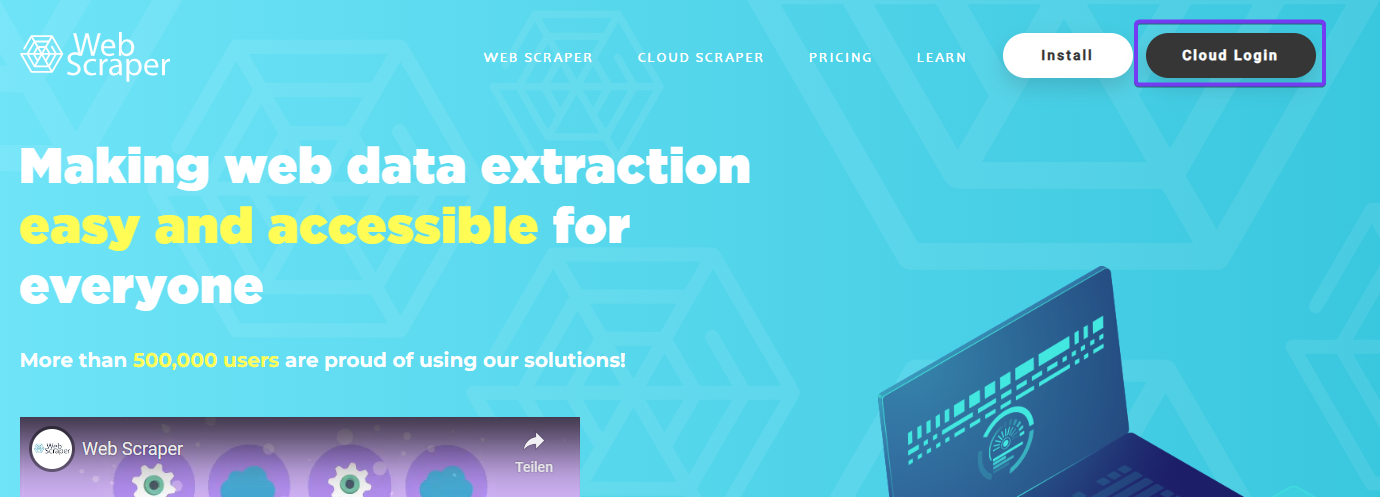 Web
Scraper
WEB SCRAPER CLOUD SCRAPER PRICING LEARN Install Cloud Login
Making web data extraction
easy and accessible for
everyone
More than 500,000 users are proud of using our solutions!
Web Scraper Web Scraper
Teilen